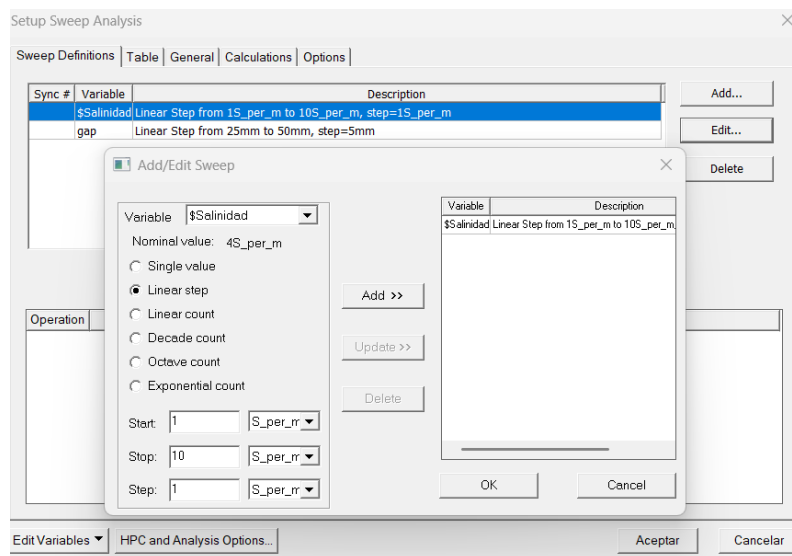 Setup Sweep Analysis
Sweep Definitions Table General Calculations Options
Sync # Variable Description
$Salinidad Linear Step from 1S_per_m to 10S_per_m, step=1S_per_m
gap Linear Step from 25mm to 50mm, step=5mm
Add...
Edit...
Delete
Add/Edit Sweep
Variable $Salinidad
Nominal value: 4S_per_m
Single value
Linear step
Linear count
Decade count
Octave count
Exponential count
Start: 1 S_per_m
Stop: 10 S_per_m
Step: 1 S_per_m
Add >>
Update >>
Delete
Variable Description
$Salinidad Linear Step from 1S_per_m to 10S_per_m,
OK Cancel
Operation
Edit Variables HPC and Analysis Options... Aceptar Cancelar